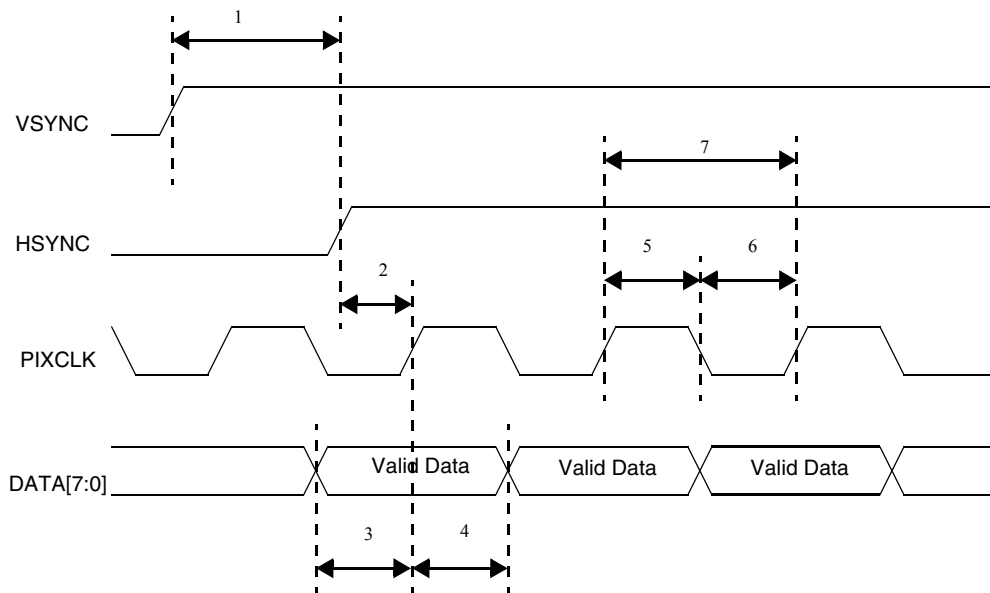 1
VSYNC
7
HSYNC
5
6
2
PIXCLK
Valid Data
Valid Data
Valid Data
DATA[7:0]
3
4